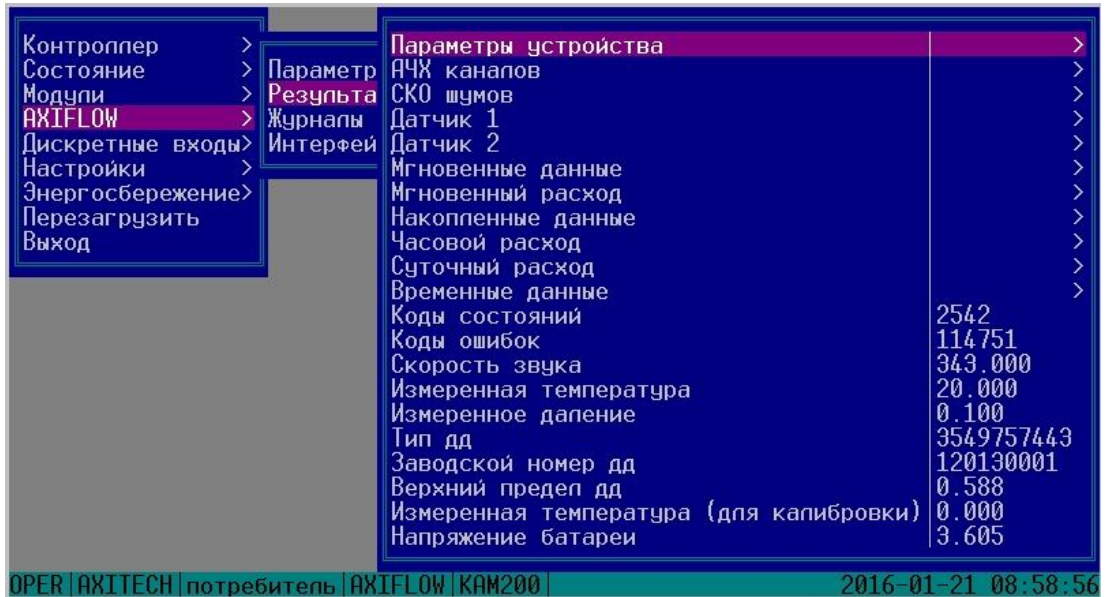 Контроллер >
Состояние >
Модули >
AXIFLOW >
Дискретные входы>
Настройки >
Энергосбережение>
Перезагрузить
Выход
Параметр
Результа
Журналы
Интерфей
Параметры устройства >
АЧХ каналов >
СКО шумов >
Датчик 1 >
Датчик 2 >
Мгновенные данные >
Мгновенный расход >
Накопленные данные >
Часовой расход >
Суточный расход >
Временные данные >
Коды состояний 2542
Коды ошибок 114751
Скорость звука 343.000
Измеренная температура 20.000
Измеренное даление 0.100
Тип дд 3549757443
Заводской номер дд 120130001
Верхний предел дд 0.588
Измеренная температура (для калибровки) 0.000
Напряжение батареи 3.605
OPER|AXITECH|потребитель|AXIFLOW|КАМ200| 2016-01-21 08:58:56